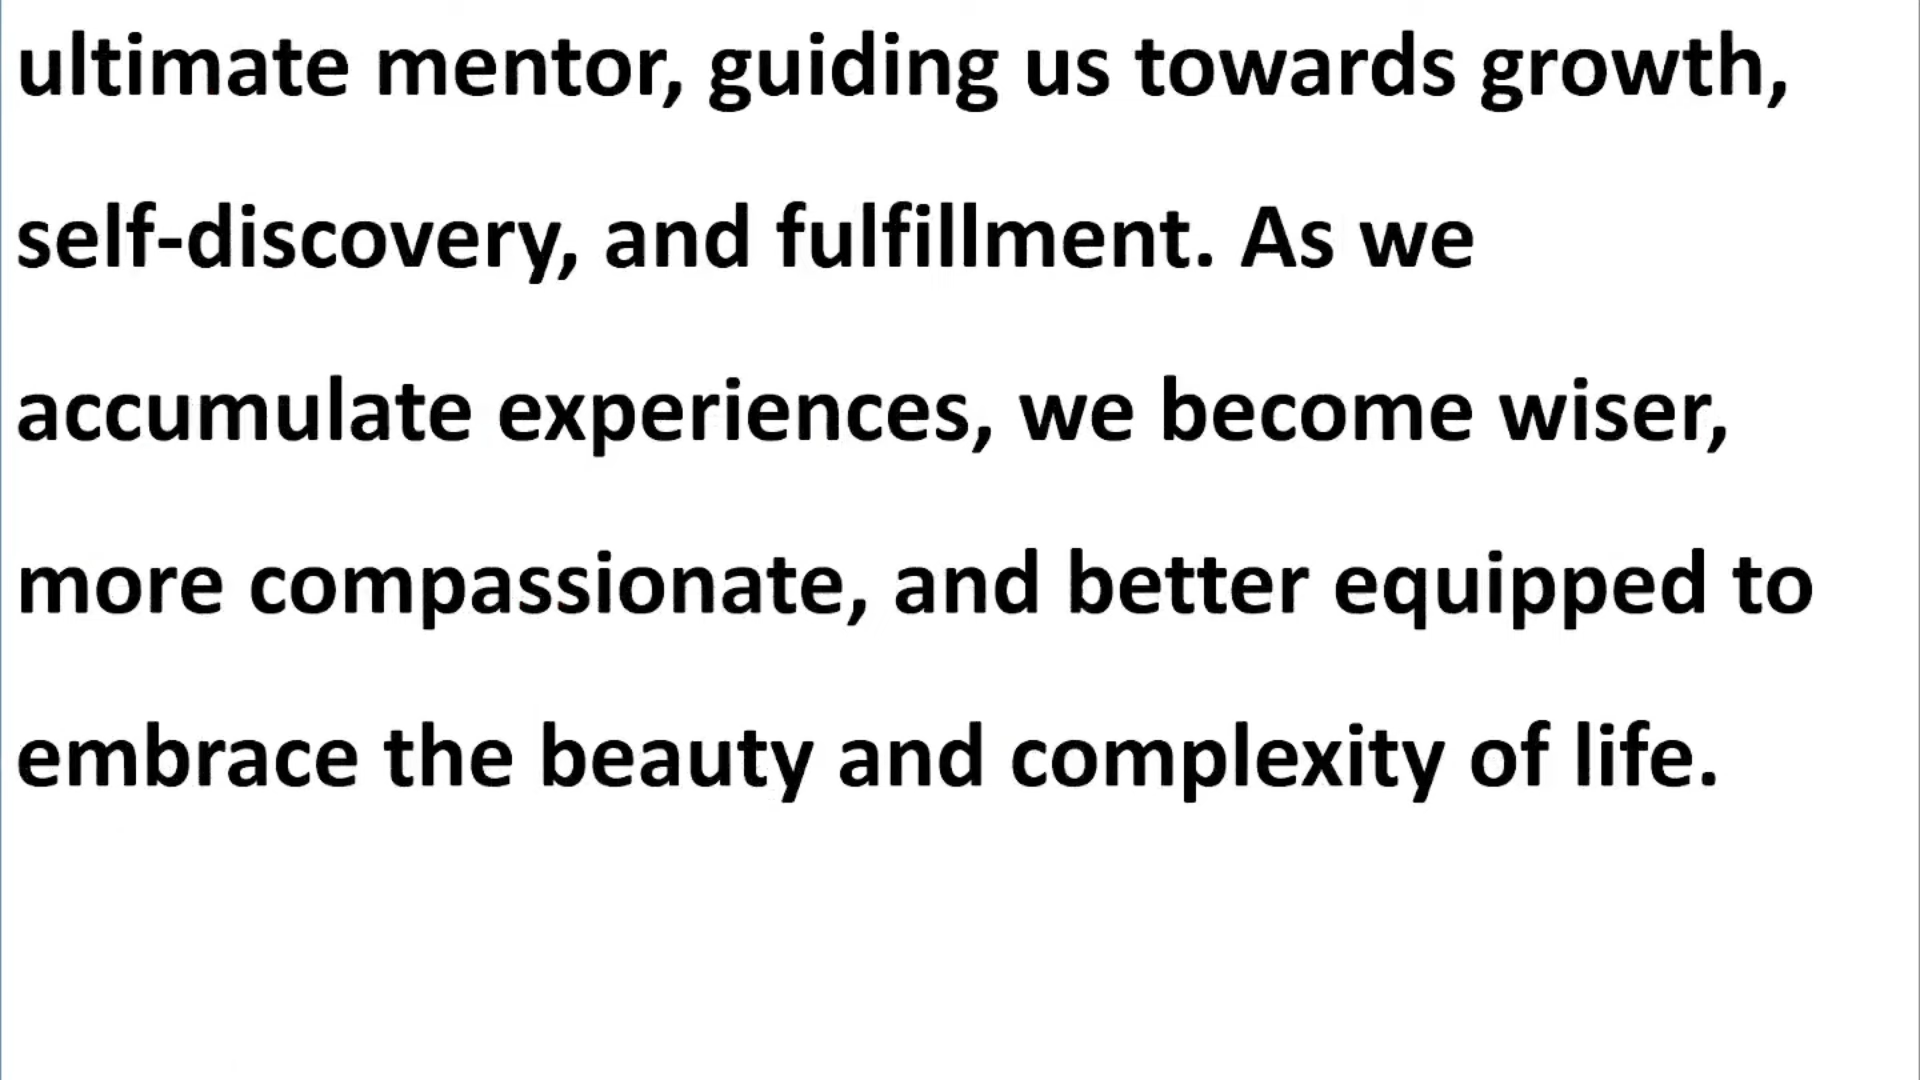 ultimate mentor, guiding us towards growth,
self-discovery, and fulfillment. As we
accumulate experiences, we become wiser,
more compassionate, and better equipped to
embrace the beauty and complexity of life.